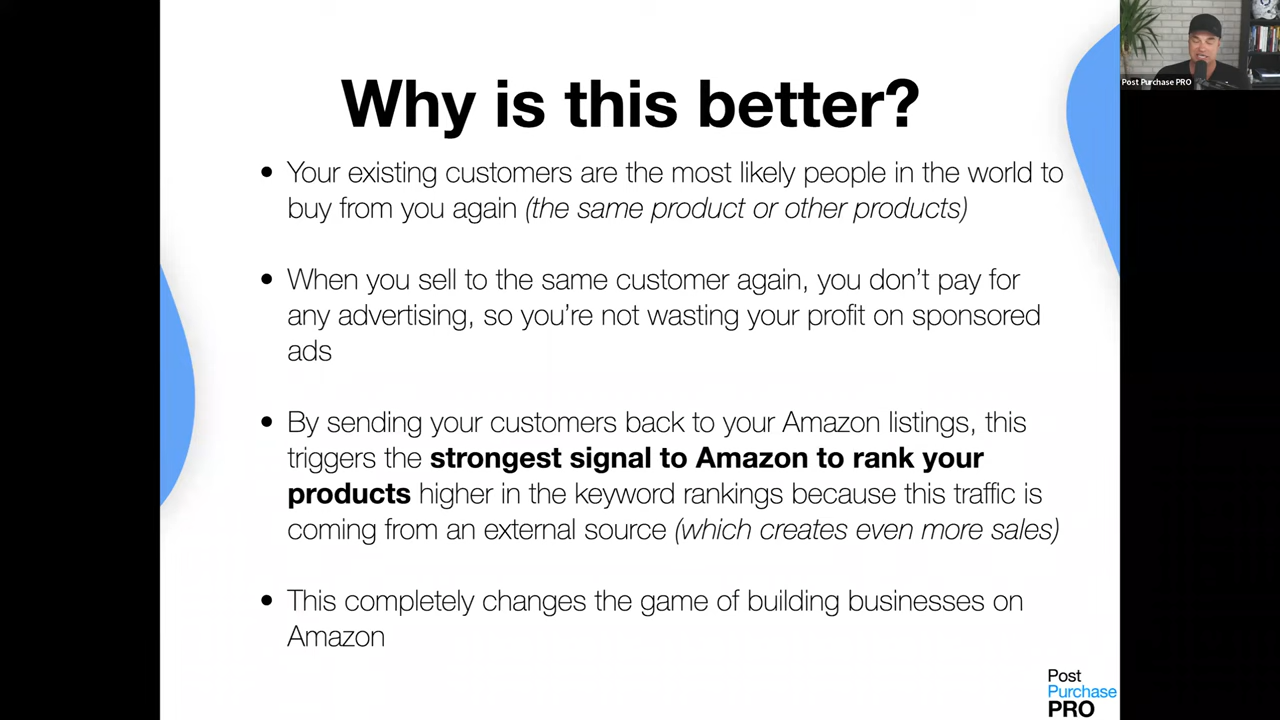 Why is this better?
• Your existing customers are the most likely people in the world to
buy from you again (the same product or other products)
• When you sell to the same customer again, you don't pay for
any advertising, so you're not wasting your profit on sponsored
ads
• By sending your customers back to your Amazon listings, this
triggers the strongest signal to Amazon to rank your
products higher in the keyword rankings because this traffic is
coming from an external source (which creates even more sales)
• This completely changes the game of building businesses on
Amazon
Post Purchase PRO
Post
Purchase
PRO